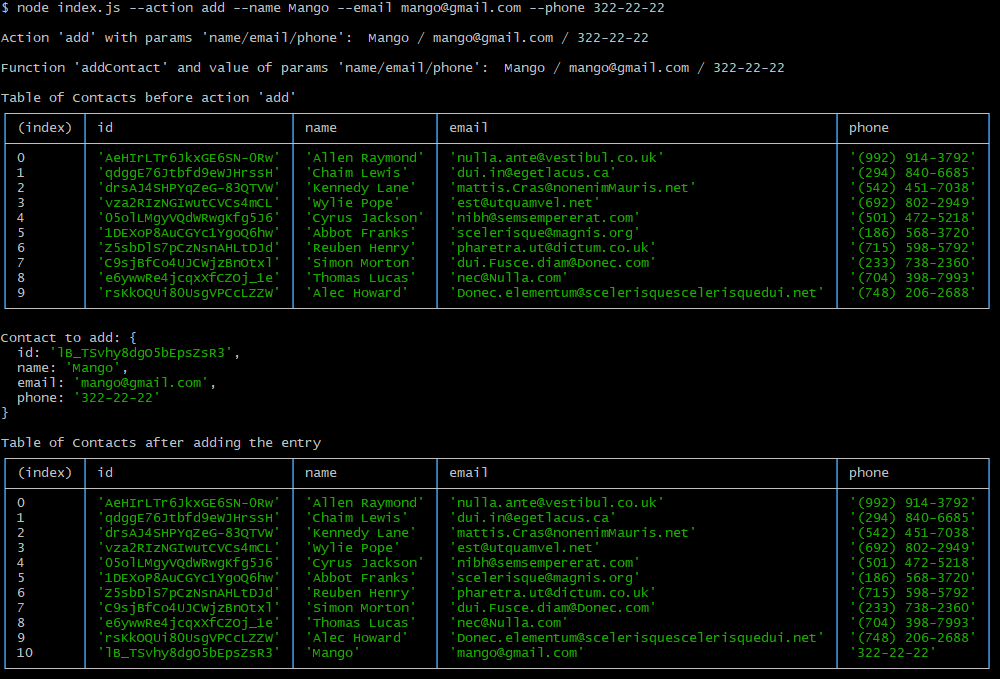 $ node index.js --action add --name Mango --email mango@gmail.com --phone 322-22-22
Action 'add' with params 'name/email/phone':  Mango / mango@gmail.com / 322-22-22
Function 'addContact' and value of params 'name/email/phone':  Mango / mango@gmail.com / 322-22-22
Table of Contacts before action 'add'
(index) id name email phone
0 'AeHIrLTr6JkxGE6SN-0Rw' 'Allen Raymond' 'nulla.ante@vestibul.co.uk' '(992) 914-3792'
1 'qdggE76Jtbfd9eWJHrssH' 'Chaim Lewis' 'dui.in@egetlacus.ca' '(294) 840-6685'
2 'drsAJ4SHPYqZeG-83QTVW' 'Kennedy Lane' 'mattis.Cras@nonenimMauris.net' '(542) 451-7038'
3 'vza2RIzNGIwutCVCs4mCL' 'Wylie Pope' 'est@utquamvel.net' '(692) 802-2949'
4 '05olLMgyVQdWRwgKfg5J6' 'Cyrus Jackson' 'nibh@semsempererat.com' '(501) 472-5218'
5 '1DEXoP8AuCGYc1YgoQ6hw' 'Abbot Franks' 'scelerisque@magnis.org' '(186) 568-3720'
6 'Z5sbDlS7pCzNsnAHLtDJd' 'Reuben Henry' 'pharetra.ut@dictum.co.uk' '(715) 598-5792'
7 'C9sjBfCo4UJCWjzBnOtxl' 'Simon Morton' 'dui.Fusce.diam@Donec.com' '(233) 738-2360'
8 'e6ywwRe4jcqxXfCZOj_1e' 'Thomas Lucas' 'nec@Nulla.com' '(704) 398-7993'
9 'rsKkOQUi80UsgVPCcLZZW' 'Alec Howard' 'Donec.elementum@scelerisquescelerisquedui.net' '(748) 206-2688'
Contact to add: {
id: 'lB_TSvhy8dgO5bEpsZsR3',
name: 'Mango',
email: 'mango@gmail.com',
phone: '322-22-22'
}
Table of Contacts after adding the entry
(index) id name email phone
0 'AeHIrLTr6JkxGE6SN-0Rw' 'Allen Raymond' 'nulla.ante@vestibul.co.uk' '(992) 914-3792'
1 'qdggE76Jtbfd9eWJHrssH' 'Chaim Lewis' 'dui.in@egetlacus.ca' '(294) 840-6685'
2 'drsAJ4SHPYqZeG-83QTVW' 'Kennedy Lane' 'mattis.Cras@nonenimMauris.net' '(542) 451-7038'
3 'vza2RIzNGIwutCVCs4mCL' 'Wylie Pope' 'est@utquamvel.net' '(692) 802-2949'
4 '05olLMgyVQdWRwgKfg5J6' 'Cyrus Jackson' 'nibh@semsempererat.com' '(501) 472-5218'
5 '1DEXoP8AuCGYc1YgoQ6hw' 'Abbot Franks' 'scelerisque@magnis.org' '(186) 568-3720'
6 'Z5sbDlS7pCzNsnAHLtDJd' 'Reuben Henry' 'pharetra.ut@dictum.co.uk' '(715) 598-5792'
7 'C9sjBfCo4UJCWjzBnOtxl' 'Simon Morton' 'dui.Fusce.diam@Donec.com' '(233) 738-2360'
8 'e6ywwRe4jcqxXfCZOj_1e' 'Thomas Lucas' 'nec@Nulla.com' '(704) 398-7993'
9 'rsKkOQUi80UsgVPCcLZZW' 'Alec Howard' 'Donec.elementum@scelerisquescelerisquedui.net' '(748) 206-2688'
10 'lB_TSvhy8dgO5bEpsZsR3' 'Mango' 'mango@gmail.com' '322-22-22'